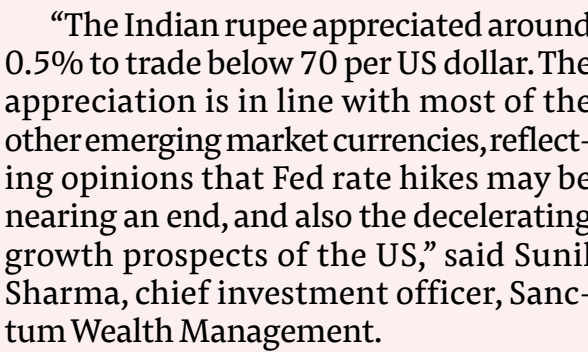 “The Indian rupee appreciated around
0.5% to trade below 70 per US dollar. The
appreciation is in line with most of the
other emerging market currencies, reflect-
ing opinions that Fed rate hikes may be
nearing an end, and also the decelerating
growth prospects of the US,” said Sunil
Sharma, chief investment officer, Sanc-
tum Wealth Management.